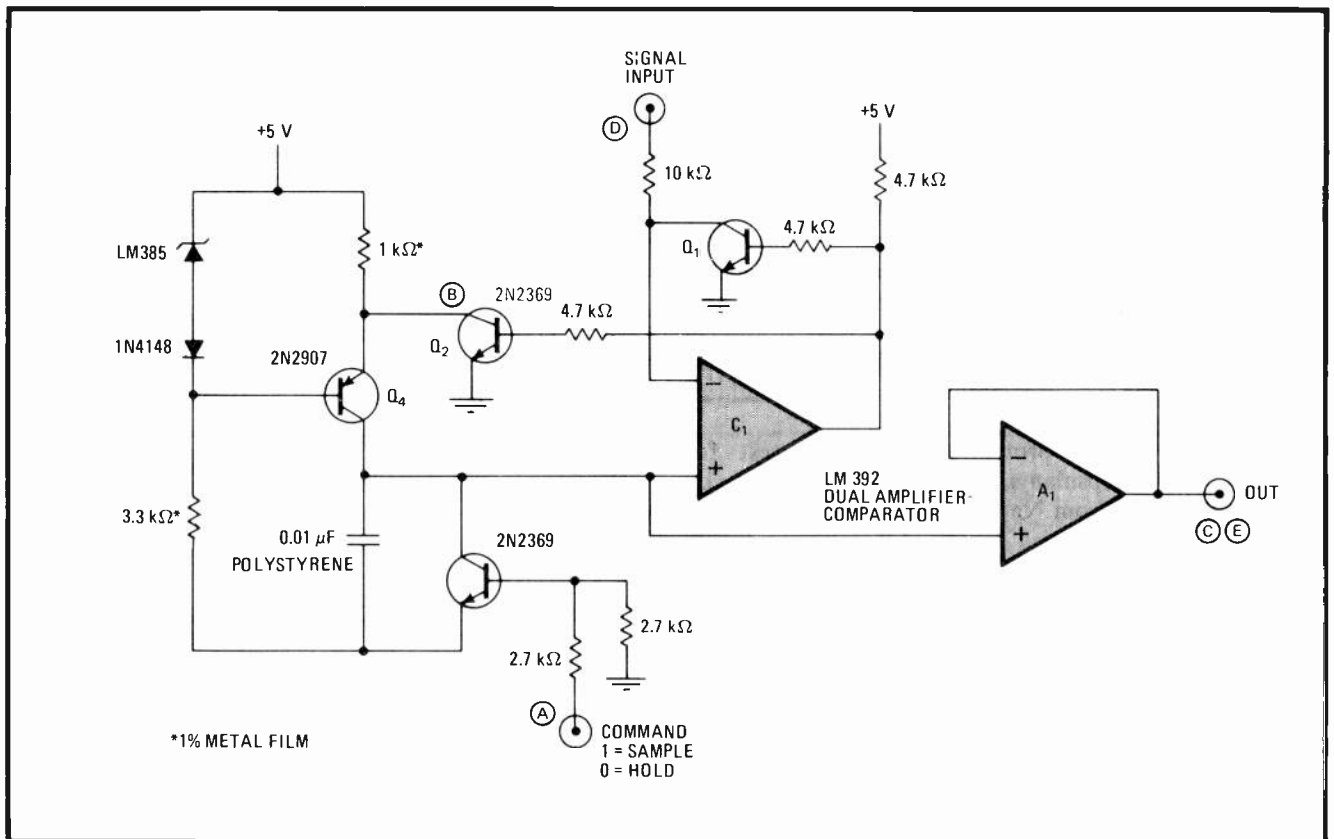 SIGNAL
INPUT
D
+5 V
+5 V
10 kΩ
4.7 kΩ
LM385
1 kΩ*
Q1
4.7 kΩ
B
2N2369
4.7 kΩ
1N4148
2N2907
Q2
Q4
−
C1
+
−
A1
+
LM 392
DUAL AMPLIFIER-
COMPARATOR
OUT
C E
3.3 kΩ*
0.01 μF
POLYSTYRENE
2N2369
2.7 kΩ
2.7 kΩ
A
COMMAND
1 = SAMPLE
0 = HOLD
*1% METAL FILM